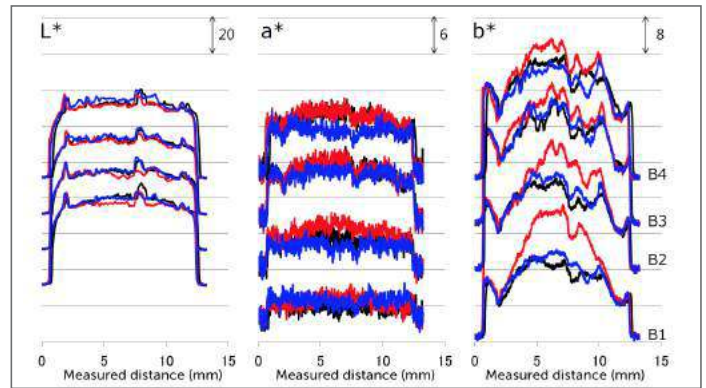 L* 20 a* 6 b* 8
B4
B3
B2
B1
0 5 10 15 0 5 10 15 0 5 10 15
Measured distance (mm) Measured distance (mm) Measured distance (mm)